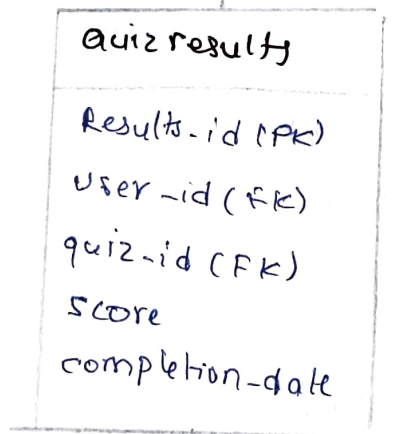 Quiz results
Results-id (PK)
user-id (FK)
quiz-id (FK)
score
completion-date